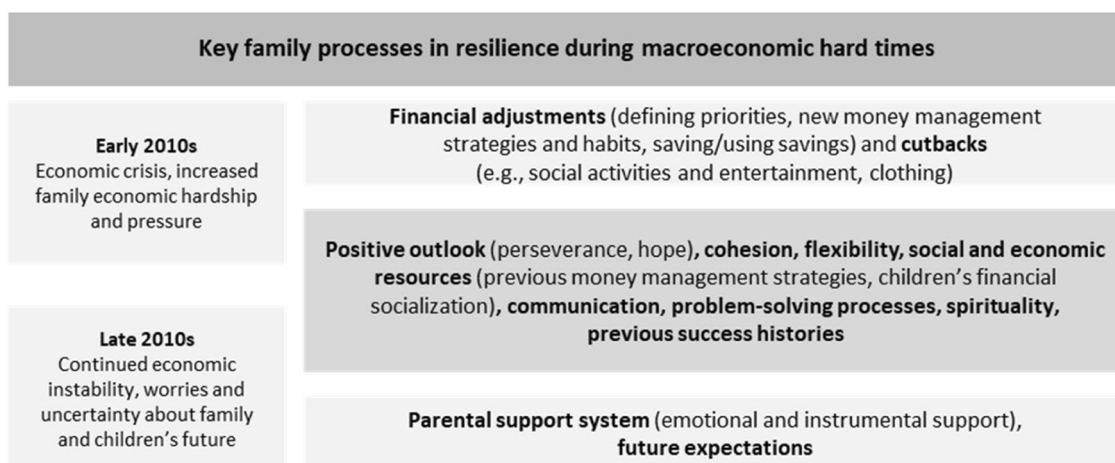 Key family processes in resilience during macroeconomic hard times
Early 2010s
Economic crisis, increased
family economic hardship
and pressure
Financial adjustments (defining priorities, new money management
strategies and habits, saving/using savings) and cutbacks
(e.g., social activities and entertainment, clothing)
Positive outlook (perseverance, hope), cohesion, flexibility, social and economic
resources (previous money management strategies, children’s financial
socialization), communication, problem-solving processes, spirituality,
previous success histories
Late 2010s
Continued economic
instability, worries and
uncertainty about family
and children’s future
Parental support system (emotional and instrumental support),
future expectations